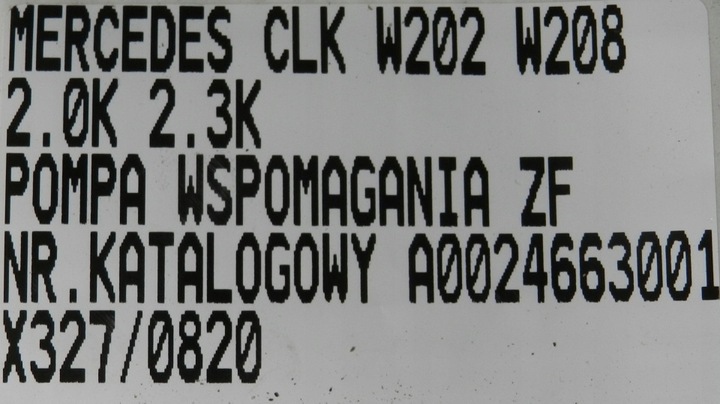 MERCEDES CLK W202 W208
2.0K 2.3K
POMPA WSPOMAGANIA ZF
NR.KATALOGOWY A0024663001
X327/0820